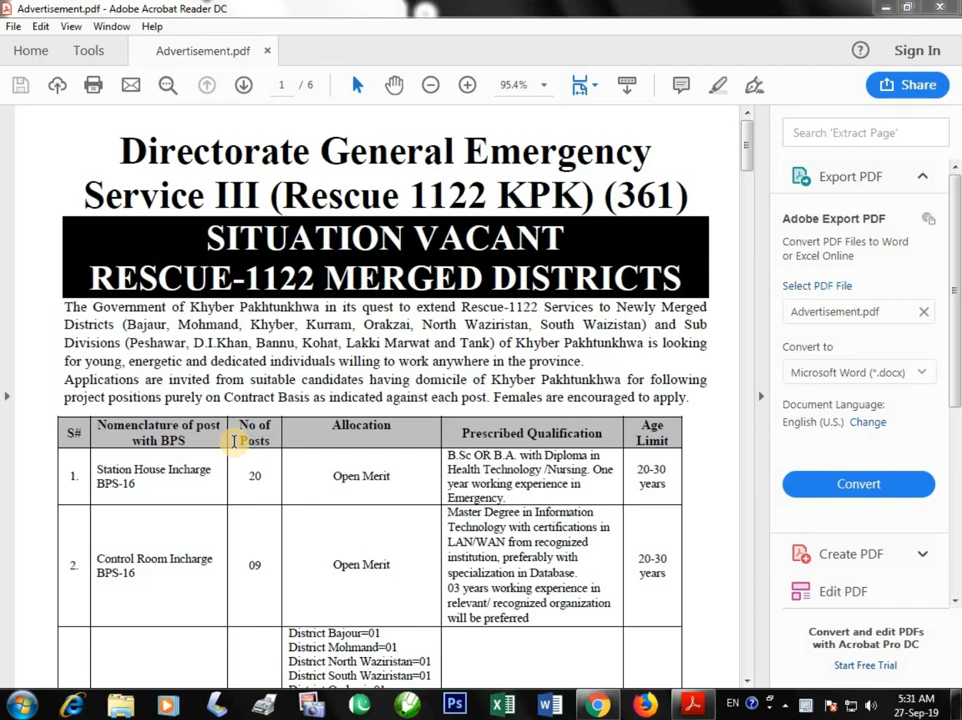 Advertisement.pdf - Adobe Acrobat Reader DC
File Edit View Window Help
Home Tools Advertisement.pdf × Sign In
1 / 6 95.4% Share
Directorate General Emergency
Service III (Rescue 1122 KPK) (361)
SITUATION VACANT
RESCUE-1122 MERGED DISTRICTS
The Government of Khyber Pakhtunkhwa in its quest to extend Rescue-1122 Services to Newly Merged
Districts (Bajaur, Mohmand, Khyber, Kurram, Orakzai, North Waziristan, South Waizistan) and Sub
Divisions (Peshawar, D.I.Khan, Bannu, Kohat, Lakki Marwat and Tank) of Khyber Pakhtunkhwa is looking
for young, energetic and dedicated individuals willing to work anywhere in the province.
Applications are invited from suitable candidates having domicile of Khyber Pakhtunkhwa for following
project positions purely on Contract Basis as indicated against each post. Females are encouraged to apply.
S#
Nomenclature of post
with BPS
No of
Posts
Allocation
Prescribed Qualification
Age
Limit
1.
Station House Incharge
BPS-16
20
Open Merit
B.Sc OR B.A. with Diploma in
Health Technology /Nursing. One
year working experience in
Emergency.
20-30
years
2.
Control Room Incharge
BPS-16
09
Open Merit
Master Degree in Information
Technology with certifications in
LAN/WAN from recognized
institution, preferably with
specialization in Database.
03 years working experience in
relevant/ recognized organization
will be preferred
20-30
years
District Bajour=01
District Mohmand=01
District North Waziristan=01
District South Waziristan=01
Search 'Extract Page'
Export PDF
Adobe Export PDF
Convert PDF Files to Word
or Excel Online
Select PDF File
Advertisement.pdf ×
Convert to
Microsoft Word (*.docx)
Document Language:
English (U.S.) Change
Convert
Create PDF
Edit PDF
Convert and edit PDFs
with Acrobat Pro DC
Start Free Trial
EN
5:31 AM
27-Sep-19